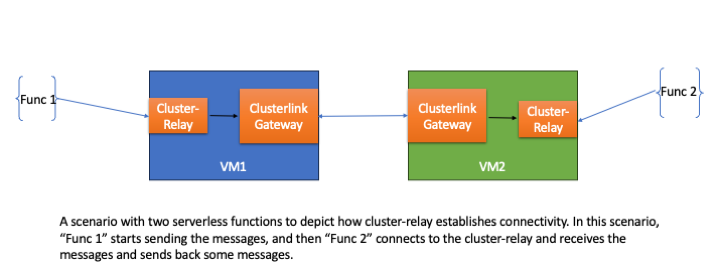 Func 1
Cluster-
Relay
Clusterlink
Gateway
VM1
Clusterlink
Gateway
Cluster-
Relay
VM2
Func 2
A scenario with two serverless functions to depict how cluster-relay establishes connectivity. In this scenario,
“Func 1” starts sending the messages, and then “Func 2” connects to the cluster-relay and receives the
messages and sends back some messages.